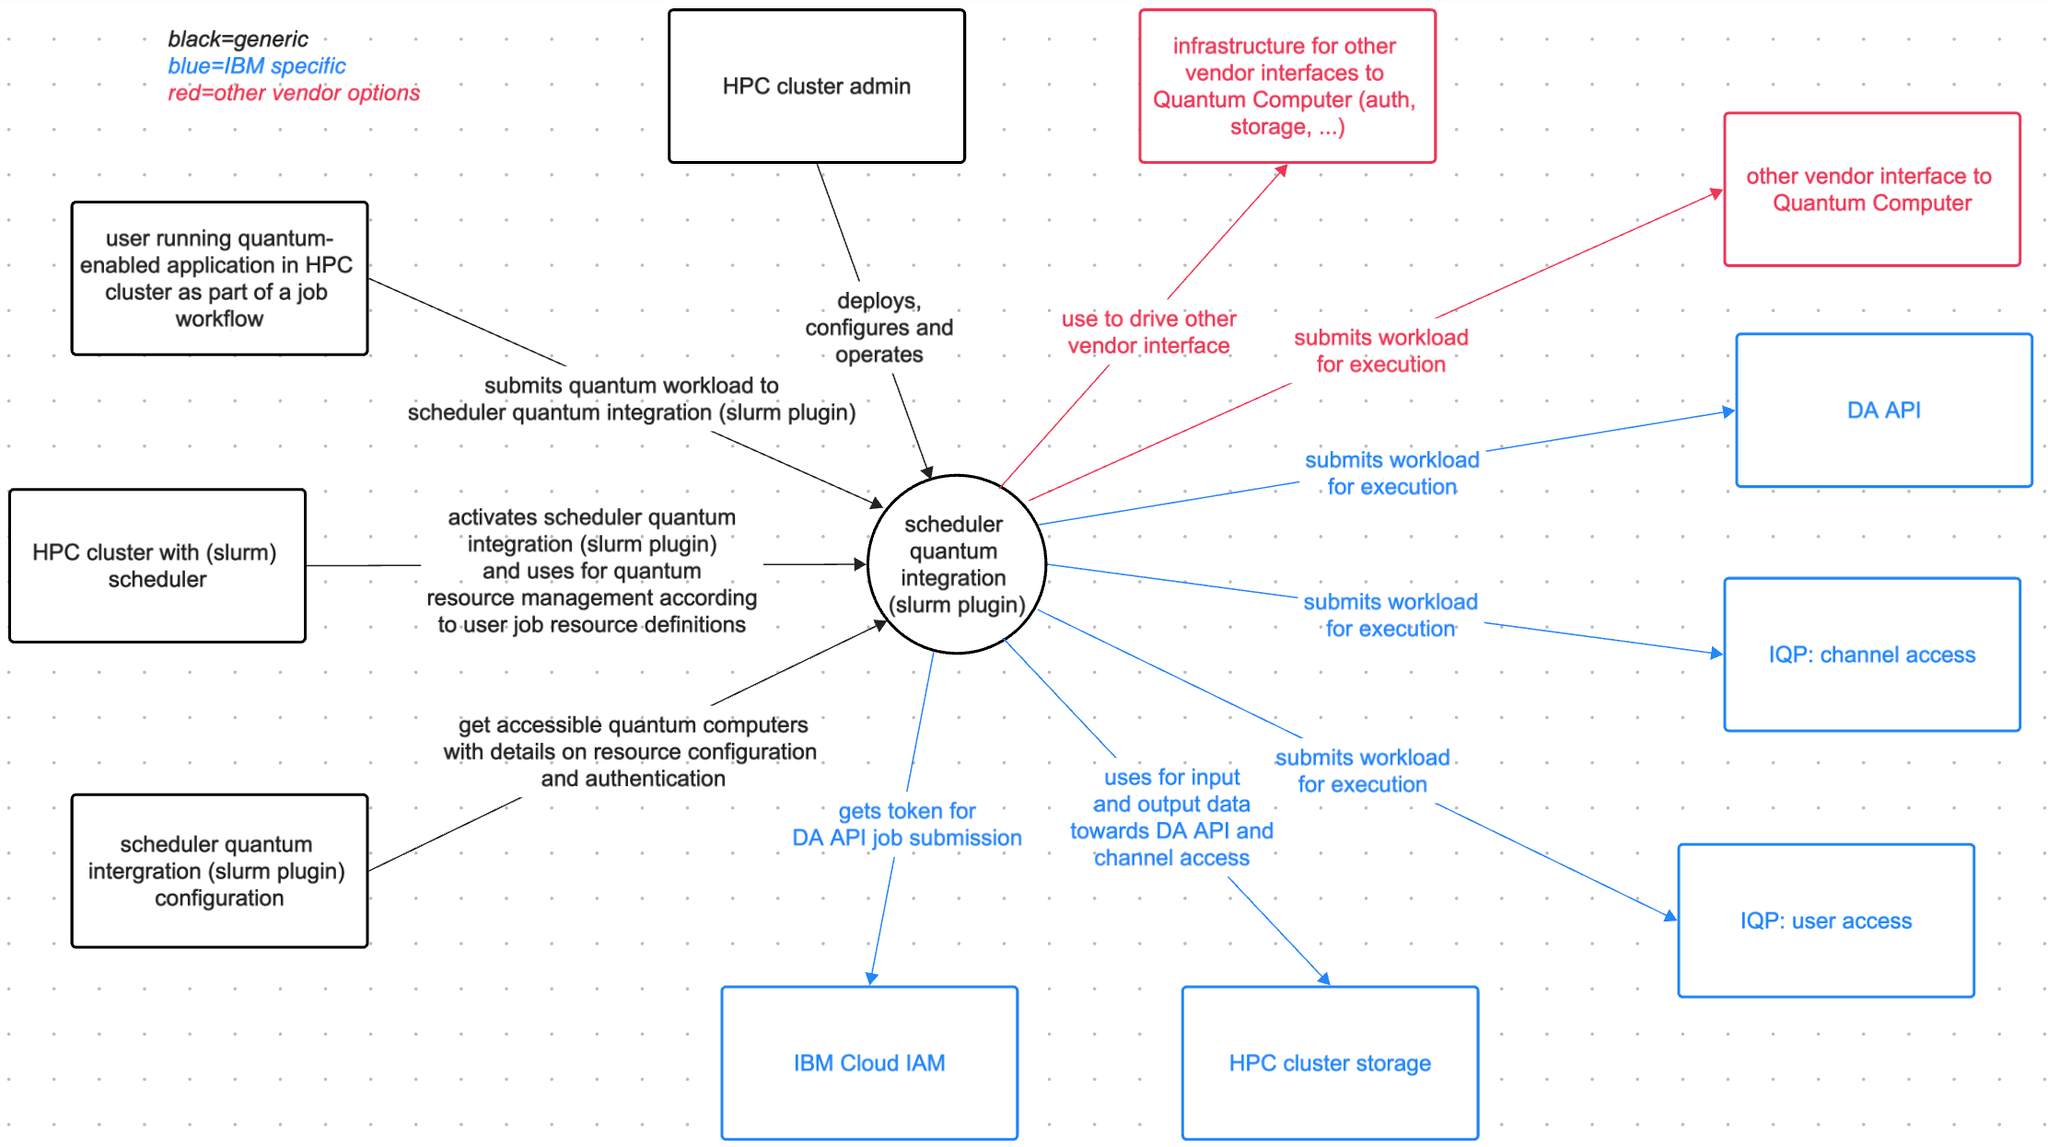 black=generic
blue=IBM specific
red=other vendor options
HPC cluster admin
infrastructure for other
vendor interfaces to
Quantum Computer (auth,
storage, ...)
other vendor interface to
Quantum Computer
user running quantum-
enabled application in HPC
cluster as part of a job
workflow
deploys,
configures and
operates
use to drive other
vendor interface
submits workload
for execution
submits quantum workload to
scheduler quantum integration (slurm plugin)
DA API
submits workload
for execution
HPC cluster with (slurm)
scheduler
activates scheduler quantum
integration (slurm plugin)
and uses for quantum
resource management according
to user job resource definitions
scheduler
quantum
integration
(slurm plugin)
submits workload
for execution
IQP: channel access
get accessible quantum computers
with details on resource configuration
and authentication
submits workload
for execution
uses for input
and output data
towards DA API and
channel access
gets token for
DA API job submission
scheduler quantum
intergration (slurm plugin)
configuration
IQP: user access
IBM Cloud IAM
HPC cluster storage